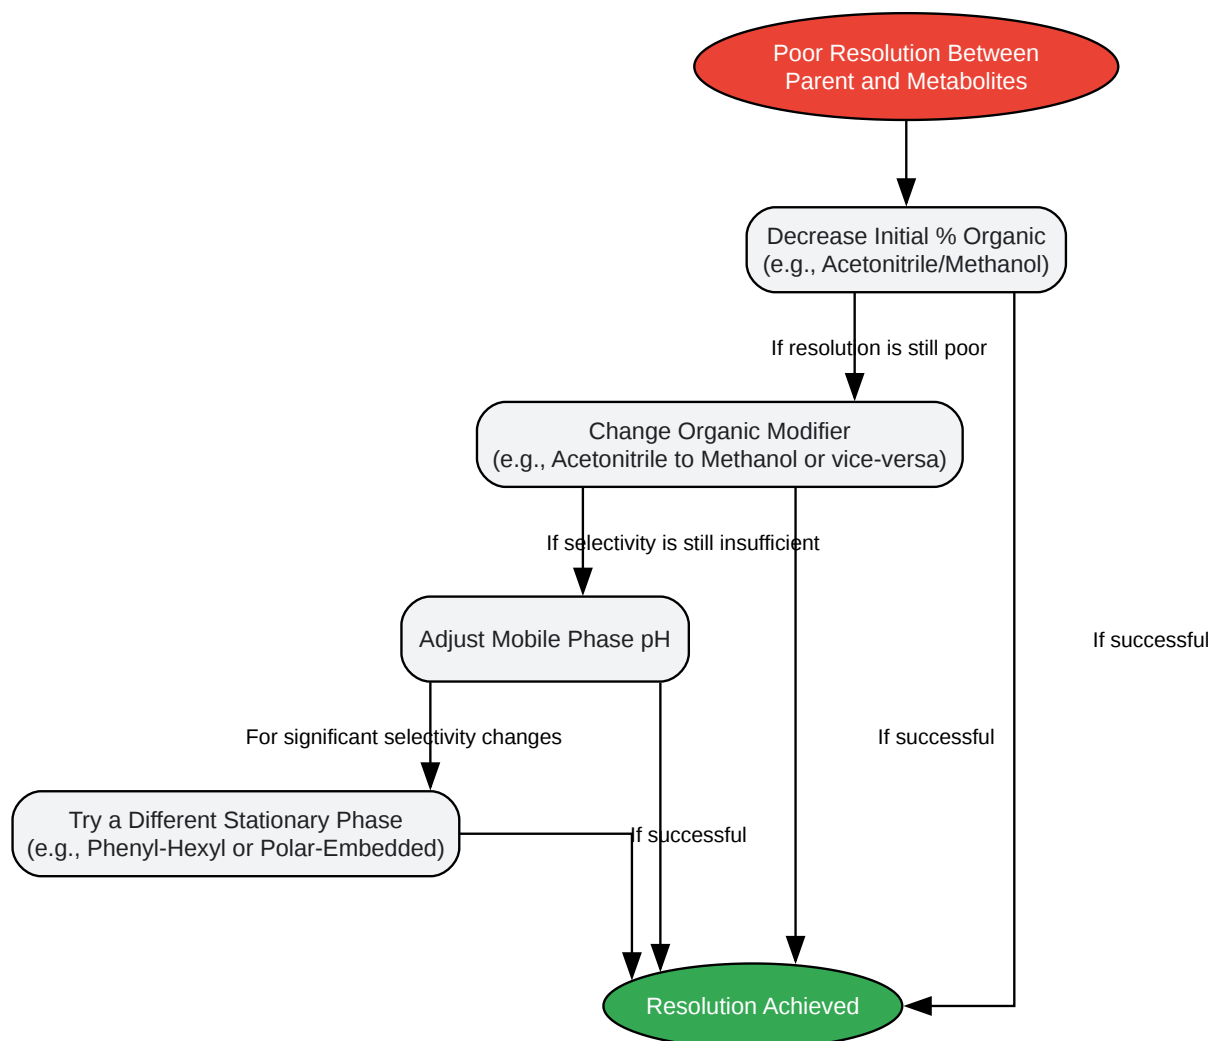 Poor Resolution Between
Parent and Metabolites
Decrease Initial % Organic
(e.g., Acetonitrile/Methanol)
If resolution is still poor
Change Organic Modifier
(e.g., Acetonitrile to Methanol or vice-versa)
If selectivity is still insufficient
Adjust Mobile Phase pH
If successful
For significant selectivity changes
If successful
Try a Different Stationary Phase
(e.g., Phenyl-Hexyl or Polar-Embedded)
If successful
Resolution Achieved